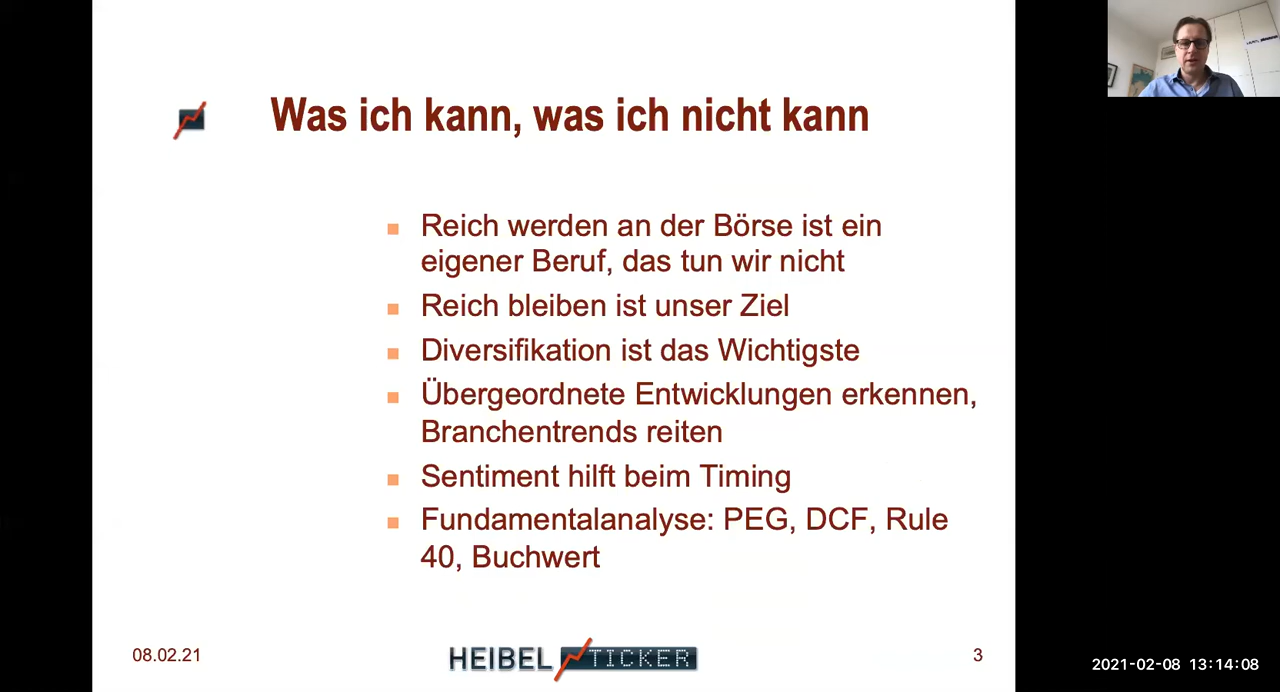 Was ich kann, was ich nicht kann
Reich werden an der Börse ist ein
eigener Beruf, das tun wir nicht
Reich bleiben ist unser Ziel
Diversifikation ist das Wichtigste
Übergeordnete Entwicklungen erkennen,
Branchentrends reiten
Sentiment hilft beim Timing
Fundamentalanalyse: PEG, DCF, Rule
40, Buchwert
08.02.21
HEIBEL TICKER
3
2021-02-08 13:14:08